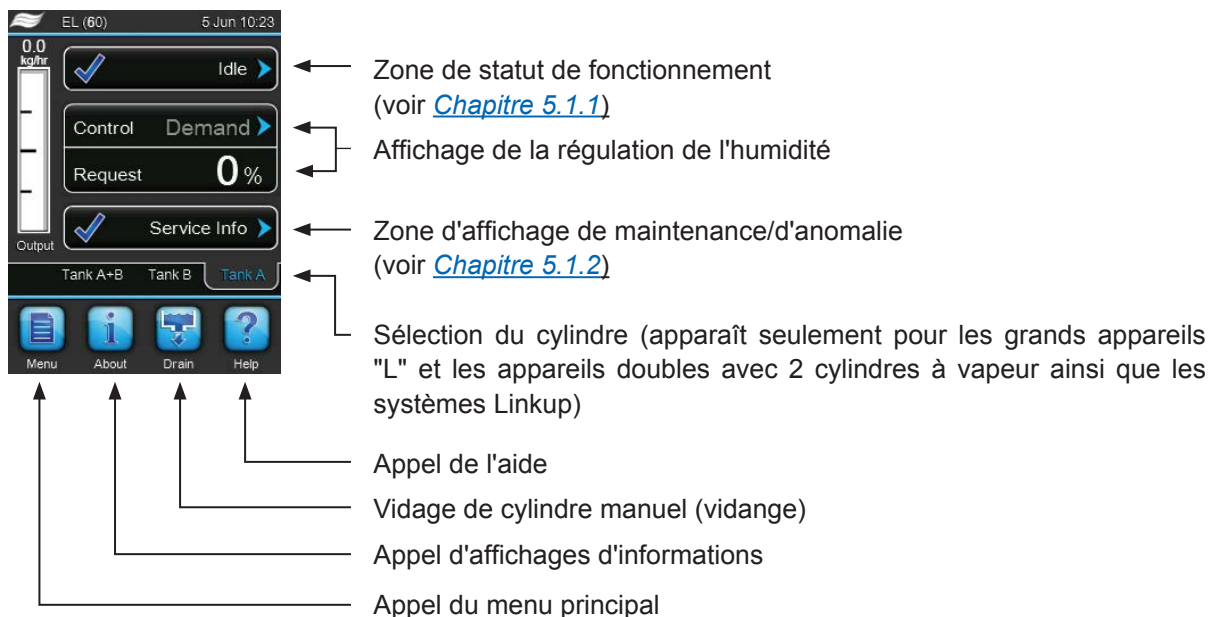 EL (60) 5 Jun 10:23
0.0
kg/hr
Idle
Control Demand
Request 0 %
Service Info
Output
Tank A+B Tank B Tank A
Menu About Drain Help
Zone de statut de fonctionnement
(voir Chapitre 5.1.1)
Affichage de la régulation de l'humidité
Zone d'affichage de maintenance/d'anomalie
(voir Chapitre 5.1.2)
Sélection du cylindre (apparaît seulement pour les grands appareils
"L" et les appareils doubles avec 2 cylindres à vapeur ainsi que les
systèmes Linkup)
Appel de l'aide
Vidage de cylindre manuel (vidange)
Appel d'affichages d'informations
Appel du menu principal